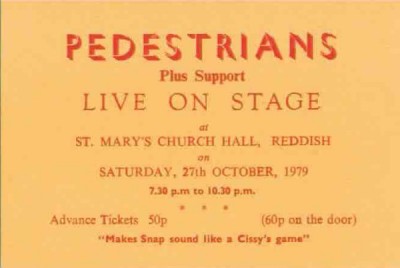 PEDESTRIANS
Plus Support
LIVE ON STAGE
at
ST. MARY'S CHURCH HALL, REDDISH
on
SATURDAY, 27th OCTOBER, 1979
7.30 p.m to 10.30 p.m.
* * *
Advance Tickets 50p (60p on the door)
"Makes Snap sound like a Cissy's game"